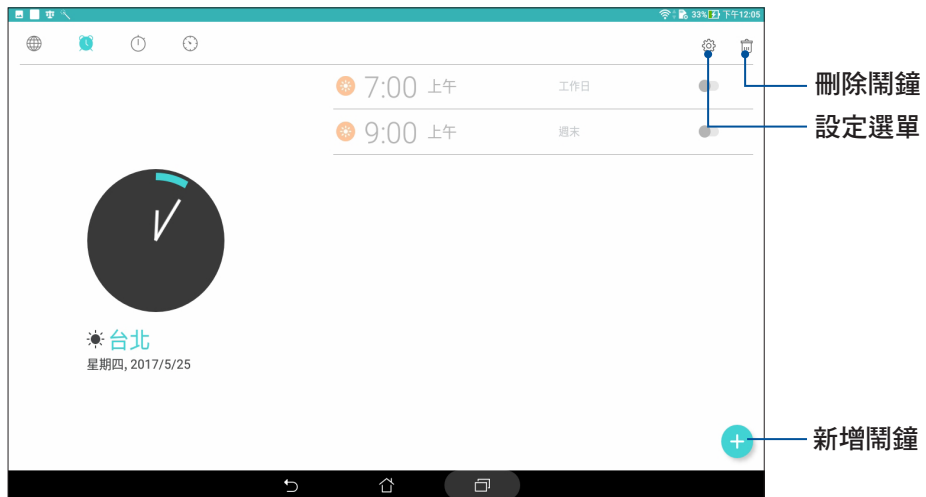 33% 下午12:05
7:00 上午 工作日
9:00 上午 週末
台北
星期四, 2017/5/25
刪除鬧鐘
設定選單
新增鬧鐘